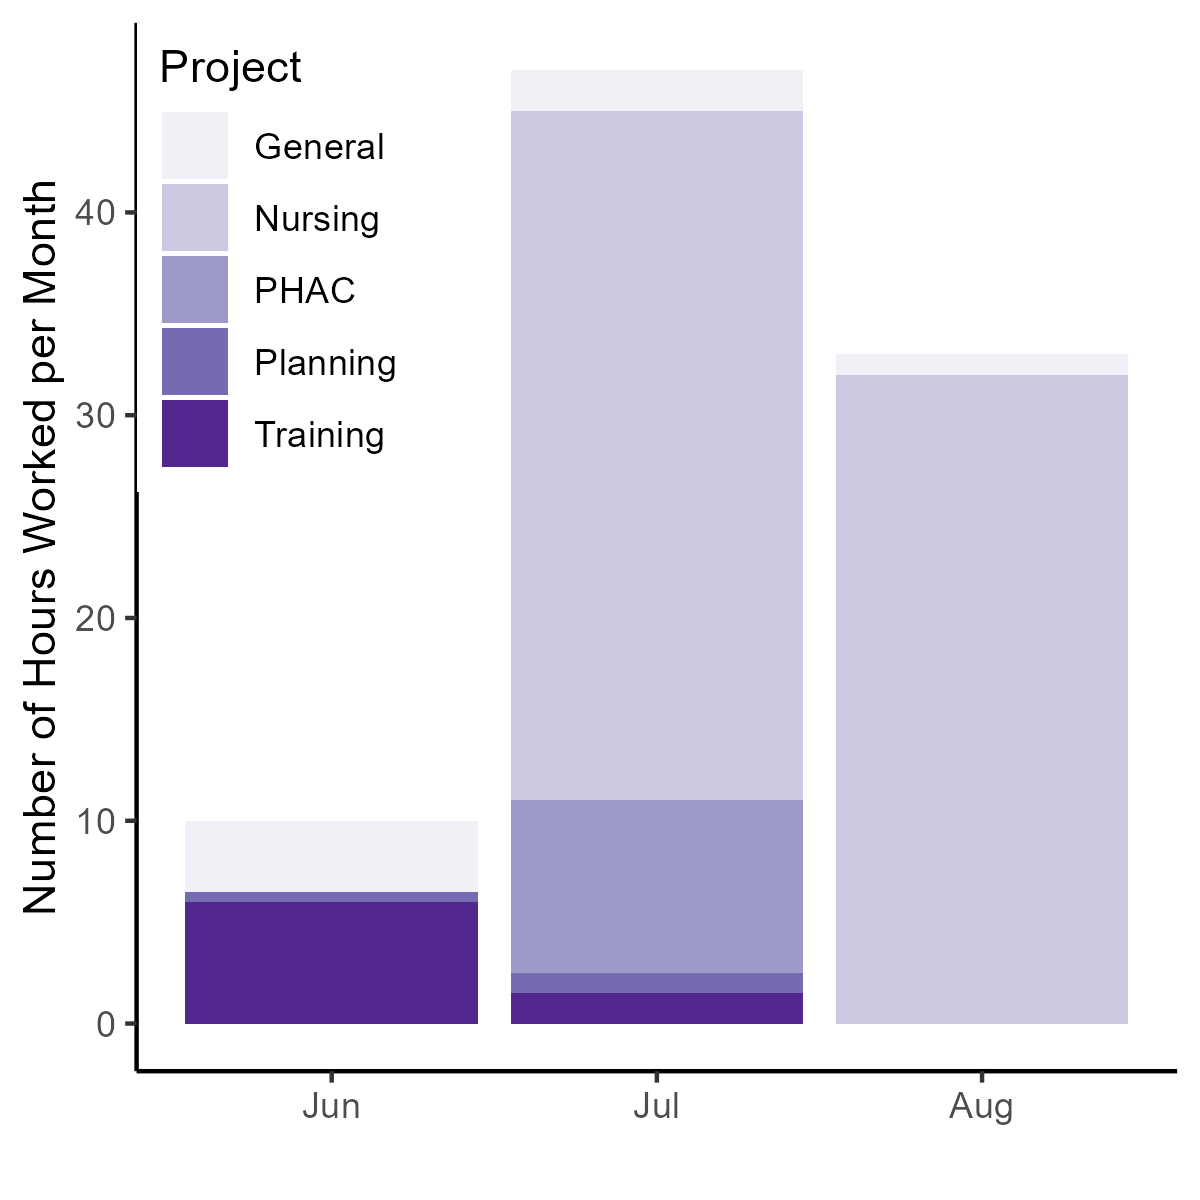 Project
General
Nursing
PHAC
Planning
Training
Number of Hours Worked per Month
40
30
20
10
0
Jun
Jul
Aug